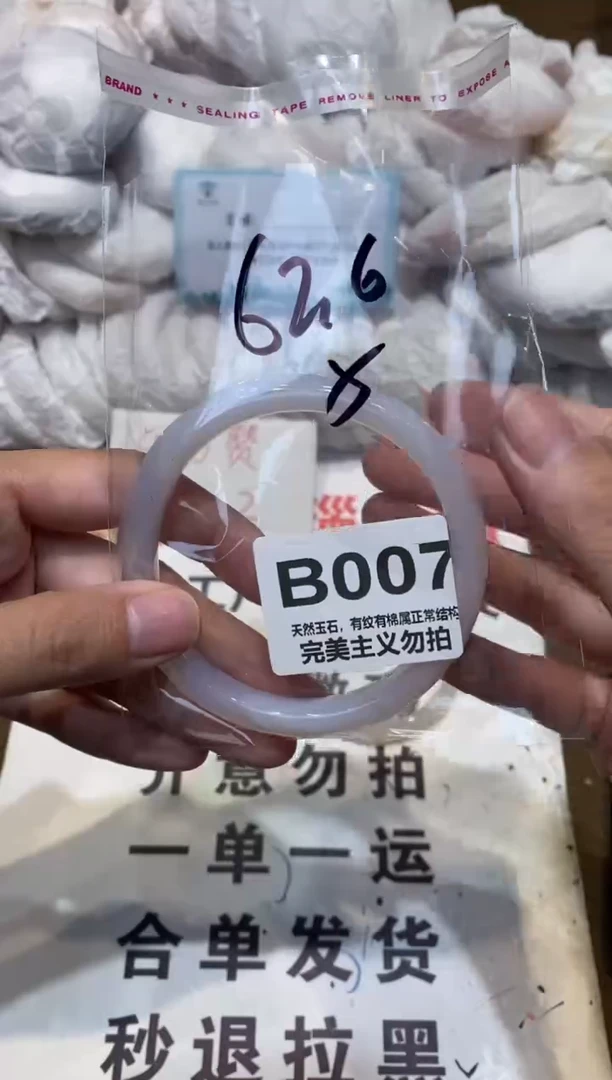 BRAND * * * SEALING TAPE REMOVE LINER TO EXPOSE A
626
B007
天然玉石，有纹有棉属正常结构
完美主义勿拍
介意勿拍
一单一运
合单发货
秒退拉黑